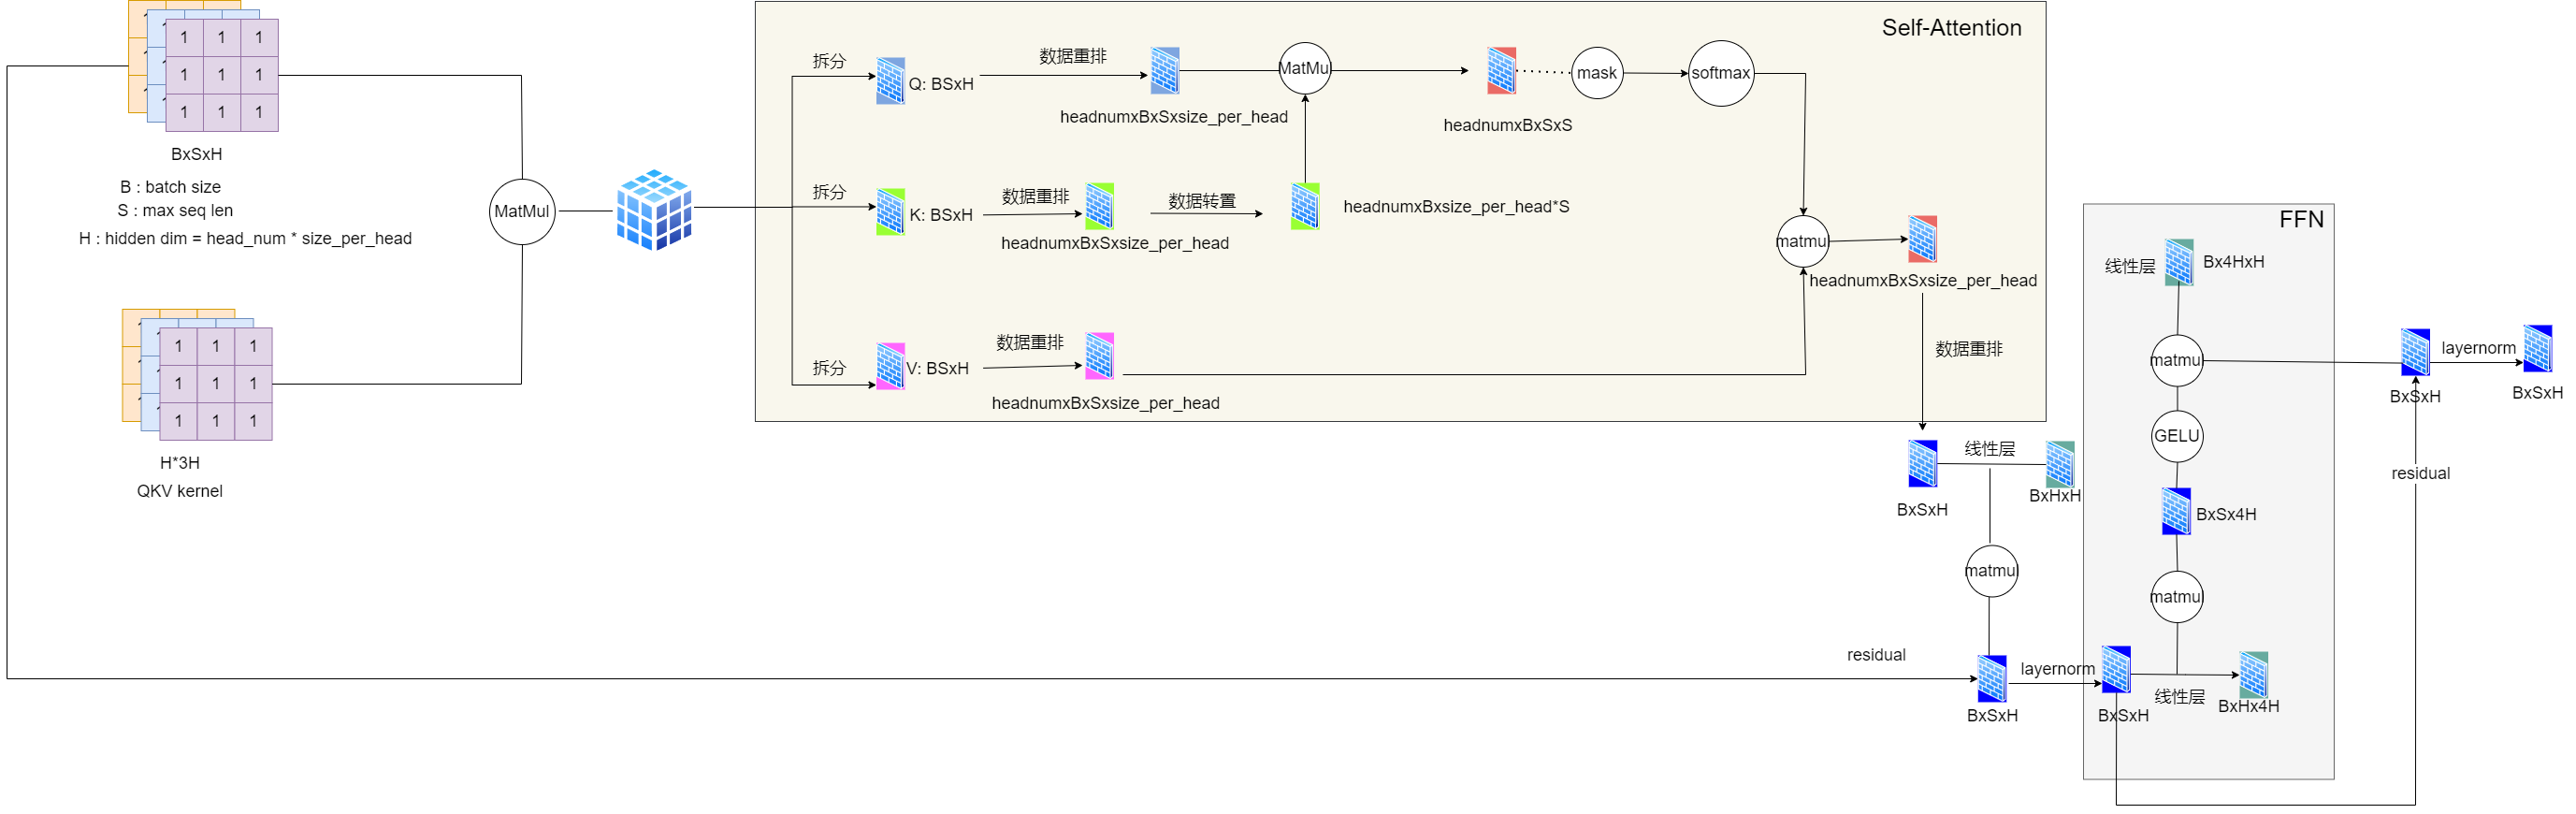 1 1 1
1 1 1
1 1 1
BxSxH
B : batch size
S : max seq len
H : hidden dim = head_num * size_per_head
1 1 1
1 1 1
1 1 1
H*3H
QKV kernel
MatMul
Self-Attention
拆分
Q: BSxH
数据重排
headnumxBxSxsize_per_head
MatMul
headnumxBxSxS
mask
softmax
拆分
K: BSxH
数据重排
headnumxBxSxsize_per_head
数据转置
headnumxBxsize_per_head*S
拆分
V: BSxH
数据重排
headnumxBxSxsize_per_head
matmul
headnumxBxSxsize_per_head
数据重排
BxSxH
线性层
BxHxH
matmul
residual
BxSxH
layernorm
FFN
线性层
Bx4HxH
matmul
GELU
BxSx4H
matmul
BxSxH
线性层
BxHx4H
residual
BxSxH
layernorm
BxSxH